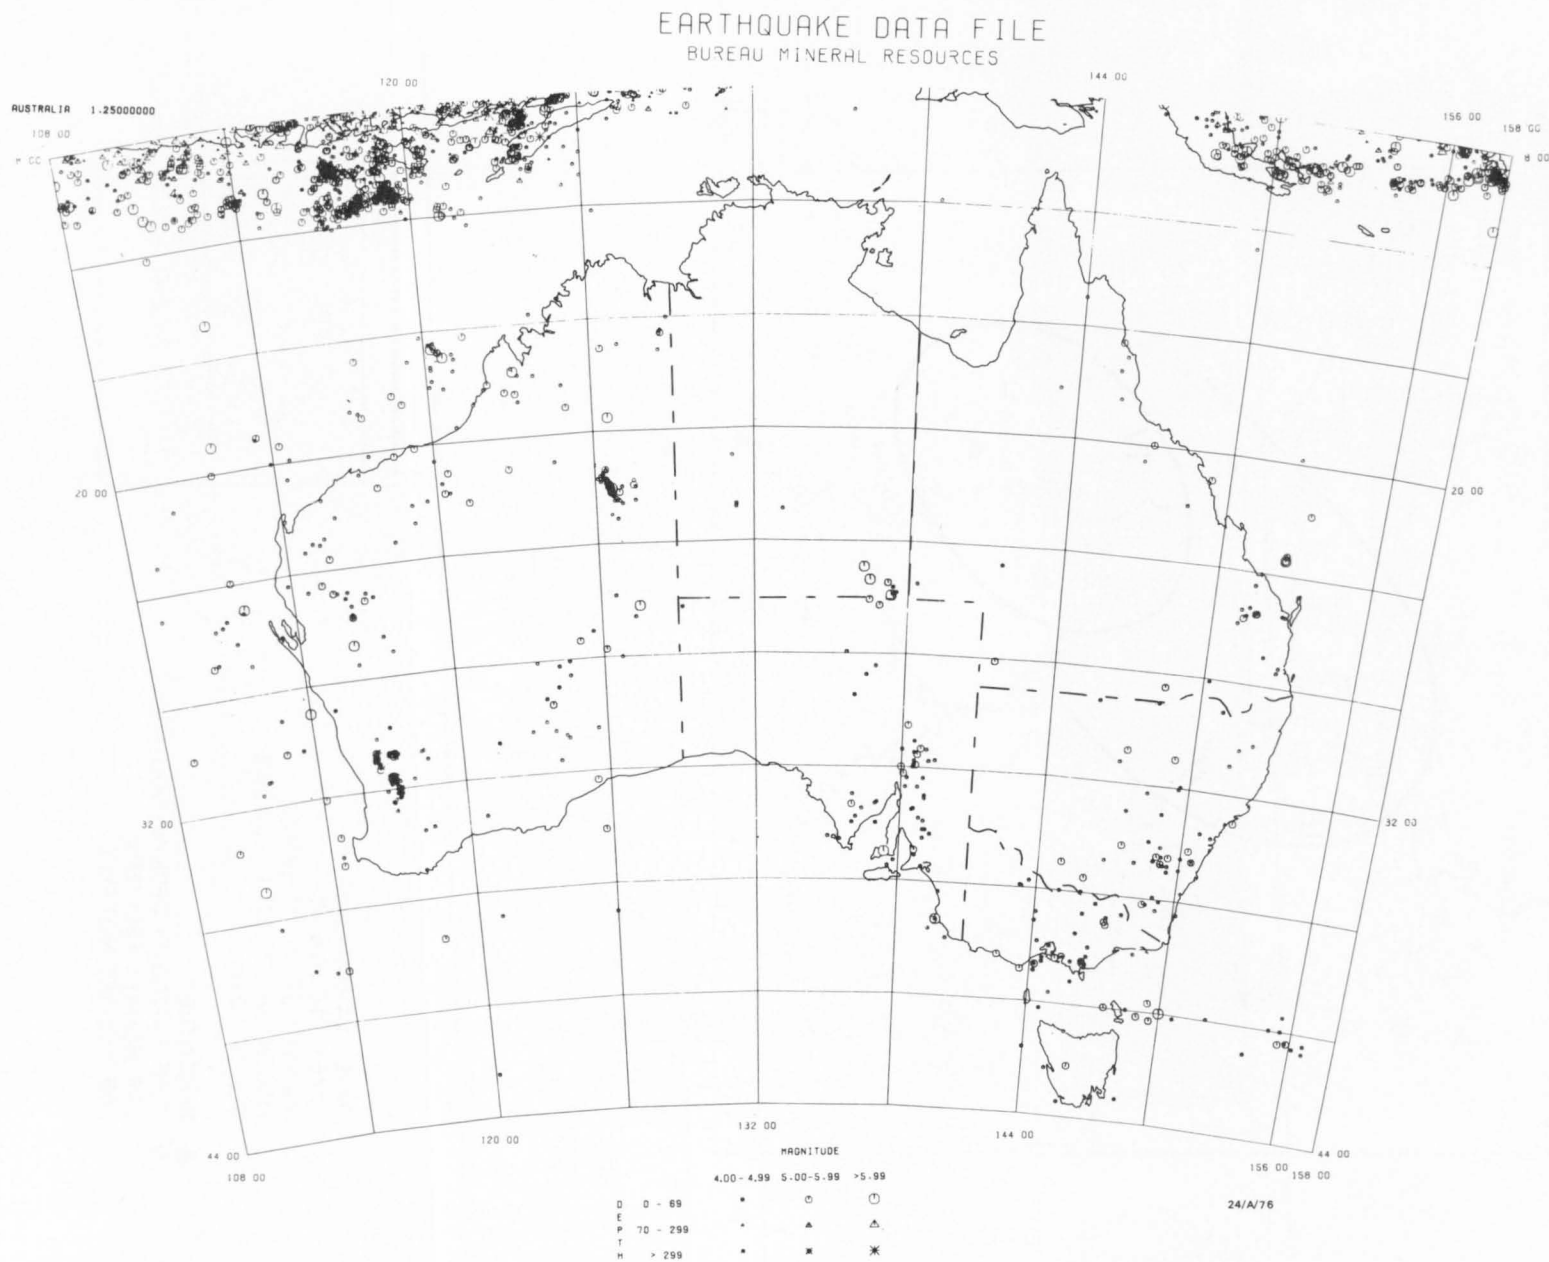 EARTHQUAKE DATA FILE
BUREAU MINERAL RESOURCES
120 00
144 00
AUSTRALIA 1.25000000
108 00
156 00
158 00
8 00
20 00
20 00
32 00
32 00
44 00
108 00
120 00
132 00
144 00
156 00
158 00
44 00
MAGNITUDE
4.00-4.99 5.00-5.99 >5.99
DEPTH
0 - 69
70 - 299
> 299
24/A/76